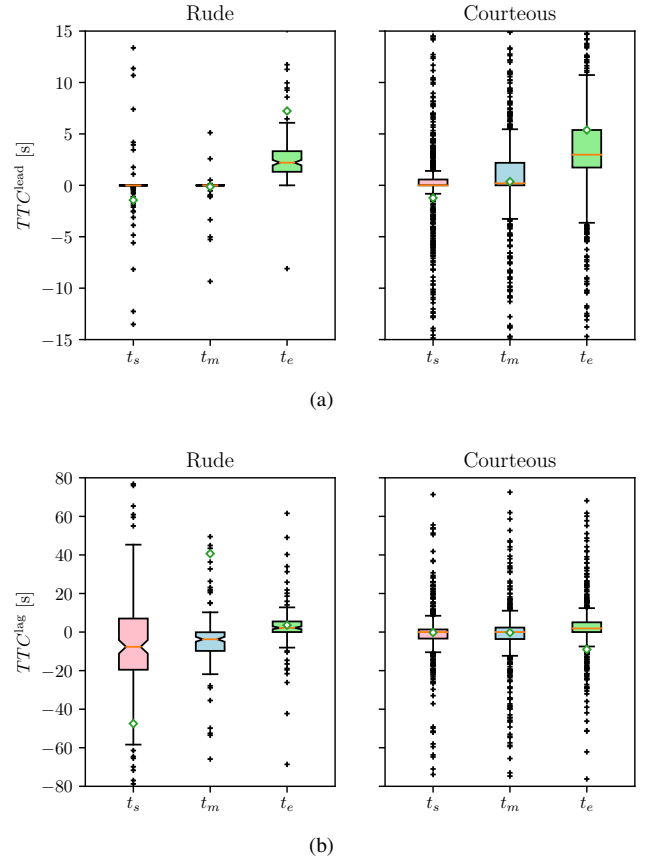 Rude
Courteous
TTC^lead [s]
15
10
5
0
−5
−10
−15
t_s
t_m
t_e
t_s
t_m
t_e
(a)
Rude
Courteous
TTC^lag [s]
80
60
40
20
0
−20
−40
−60
−80
t_s
t_m
t_e
t_s
t_m
t_e
(b)